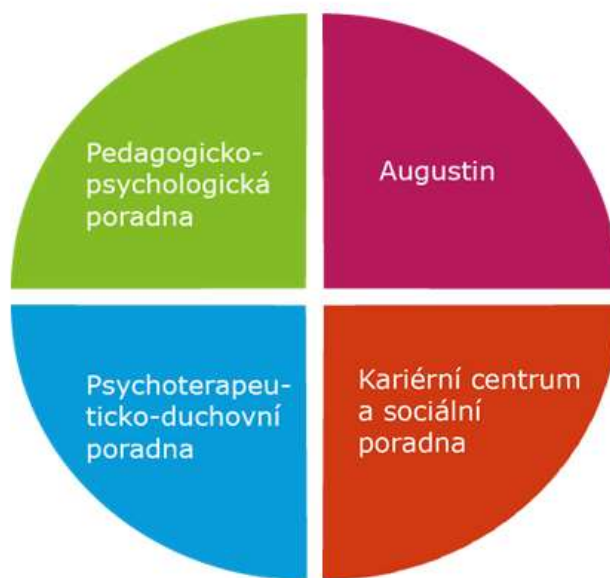 Pedagogicko-
psychologická
poradna
Augustin
Psychoterapeu-
ticko-duchovní
poradna
Kariérní centrum
a sociální
poradna